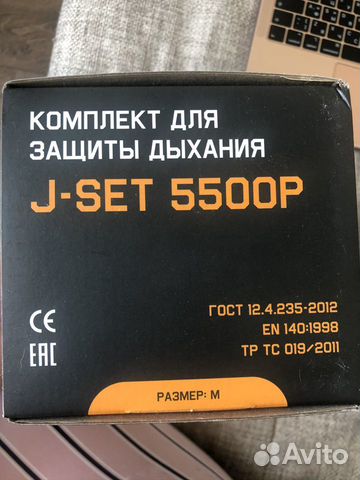 КОМПЛЕКТ ДЛЯ
ЗАЩИТЫ ДЫХАНИЯ
J-SET 5500P
ГОСТ 12.4.235-2012
CE
EN 140:1998
EAC
ТР ТС 019/2011
РАЗМЕР: M
Avito